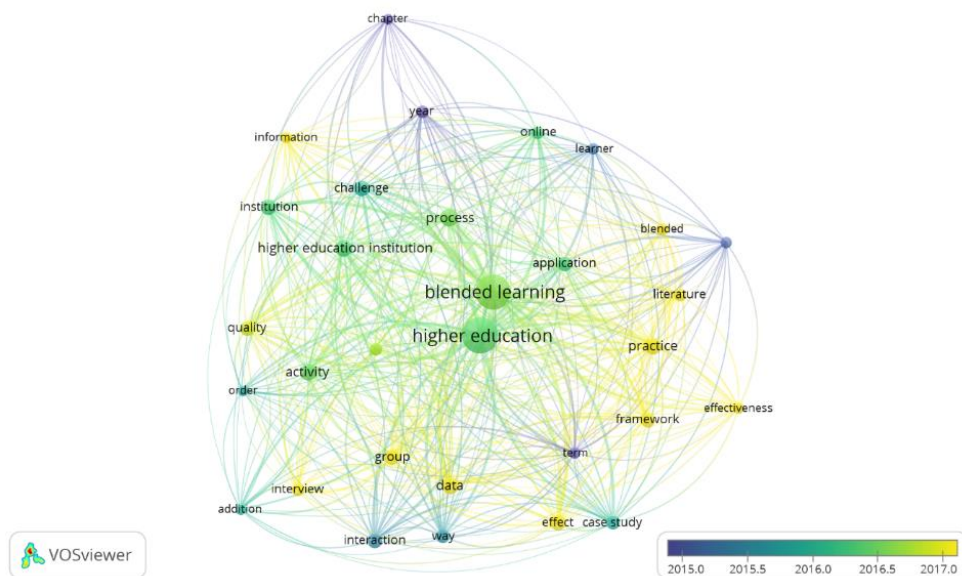 chapter
year
information
online
learner
challenge
institution
process
blended
higher education institution
application
blended learning
literature
quality
higher education
practice
activity
order
effectiveness
framework
term
group
data
interview
addition
effect
case study
interaction
way
VOSviewer
2015.0 2015.5 2016.0 2016.5 2017.0